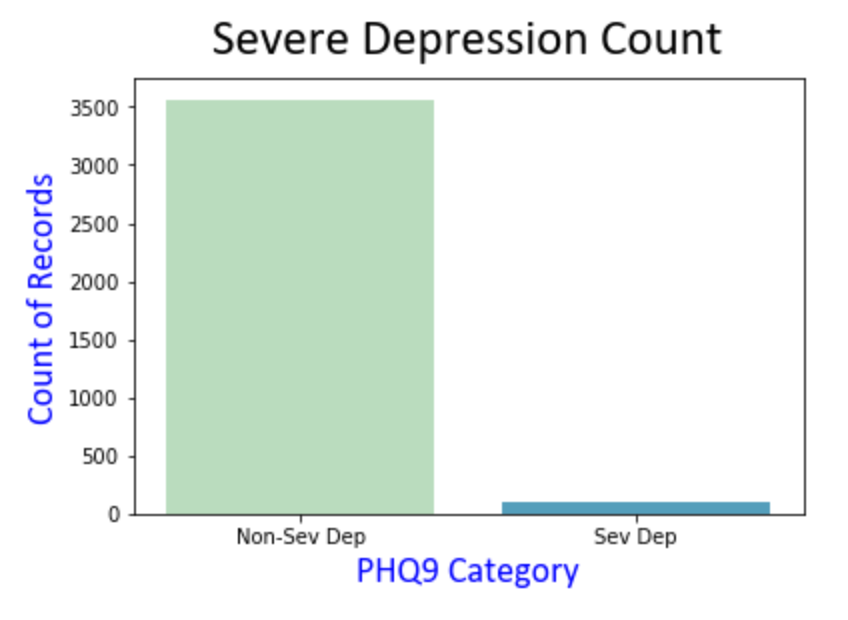 Severe Depression Count
Count of Records
3500
3000
2500
2000
1500
1000
500
0
Non-Sev Dep
Sev Dep
PHQ9 Category